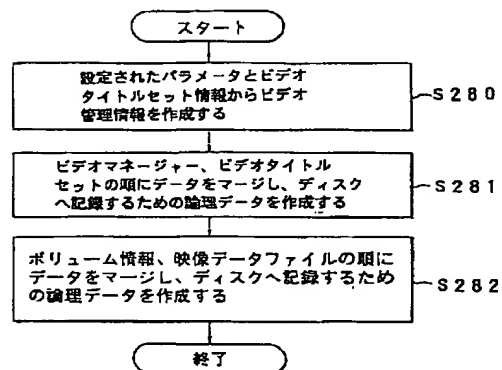 スタート
設定されたパラメータとビデオ
タイトルセット情報からビデオ
管理情報を作成する
S280
ビデオマネージャー、ビデオタイトル
セットの順にデータをマージし、ディスク
へ記録するための論理データを作成する
S281
ボリューム情報、映像データファイルの順に
データをマージし、ディスクへ記録するため
の論理データを作成する
S282
終了